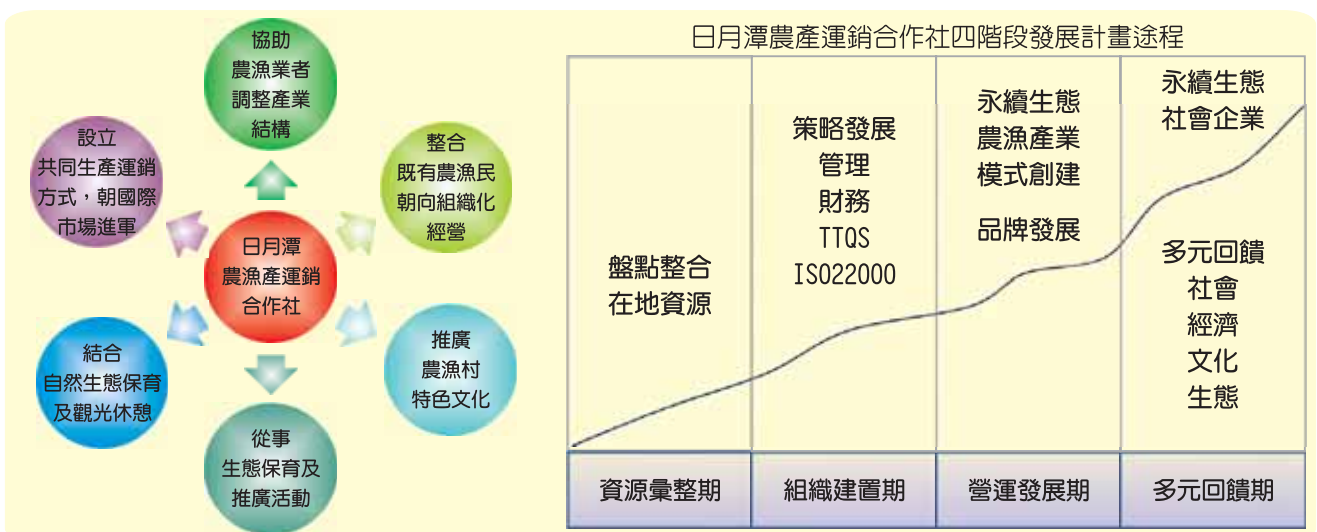 協助
農漁業者
調整產業
結構
整合
既有農漁民
朝向組織化
經營
推廣
農漁村
特色文化
從事
生態保育及
推廣活動
結合
自然生態保育
及觀光休憩
設立
共同生產運銷
方式，朝國際
市場進軍
日月潭
農漁產運銷
合作社
日月潭農產運銷合作社四階段發展計畫途程
盤點整合
在地資源
策略發展
管理
財務
TTQS
ISO22000
永續生態
農漁產業
模式創建
品牌發展
永續生態
社會企業
多元回饋
社會
經濟
文化
生態
資源彙整期
組織建置期
營運發展期
多元回饋期